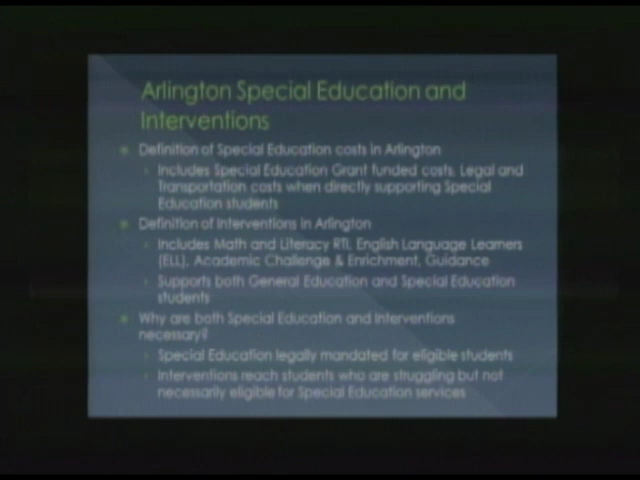 Arlington Special Education and
Interventions
Definition of Special Education costs in Arlington
Includes Special Education Grant funded costs, Legal and
Transportation costs when directly supporting Special
Education students
Definition of Interventions in Arlington
Includes Math and Literacy RTI, English Language Learners
(ELL), Academic Challenge & Enrichment, Guidance
Supports both General Education and Special Education
students
Why are both Special Education and Interventions
necessary?
Special Education legally mandated for eligible students
Interventions reach students who are struggling but not
necessarily eligible for Special Education services